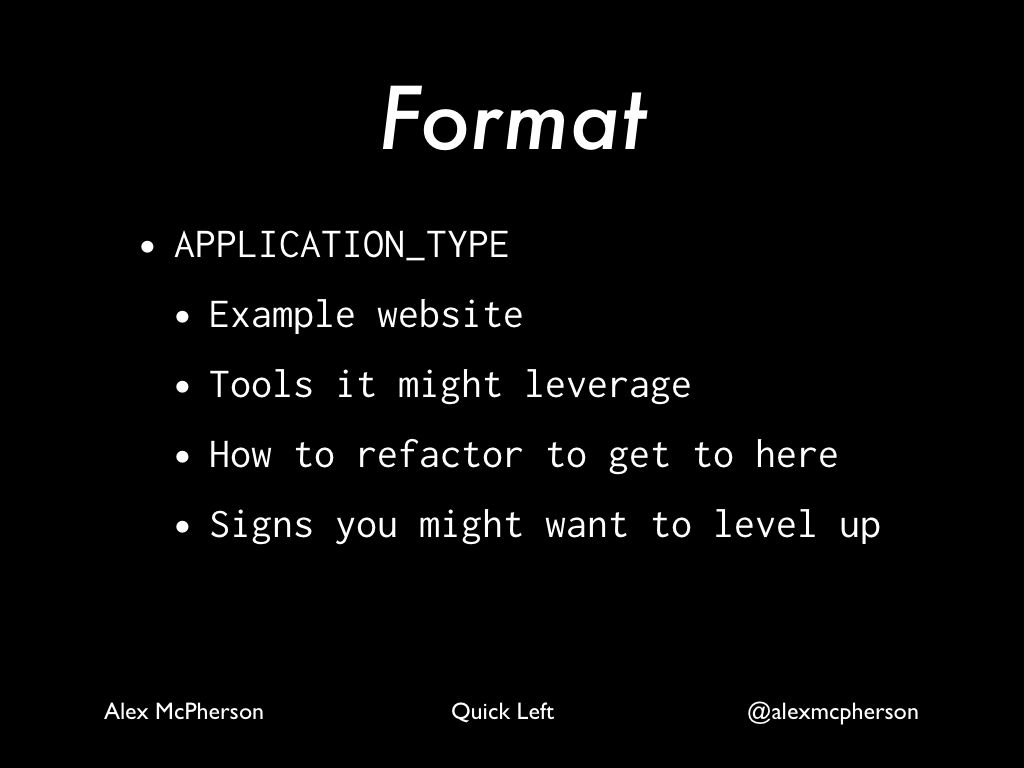 Format
• APPLICATION_TYPE
• Example website
• Tools it might leverage
• How to refactor to get to here
• Signs you might want to level up
Alex McPherson Quick Left @alexmcpherson